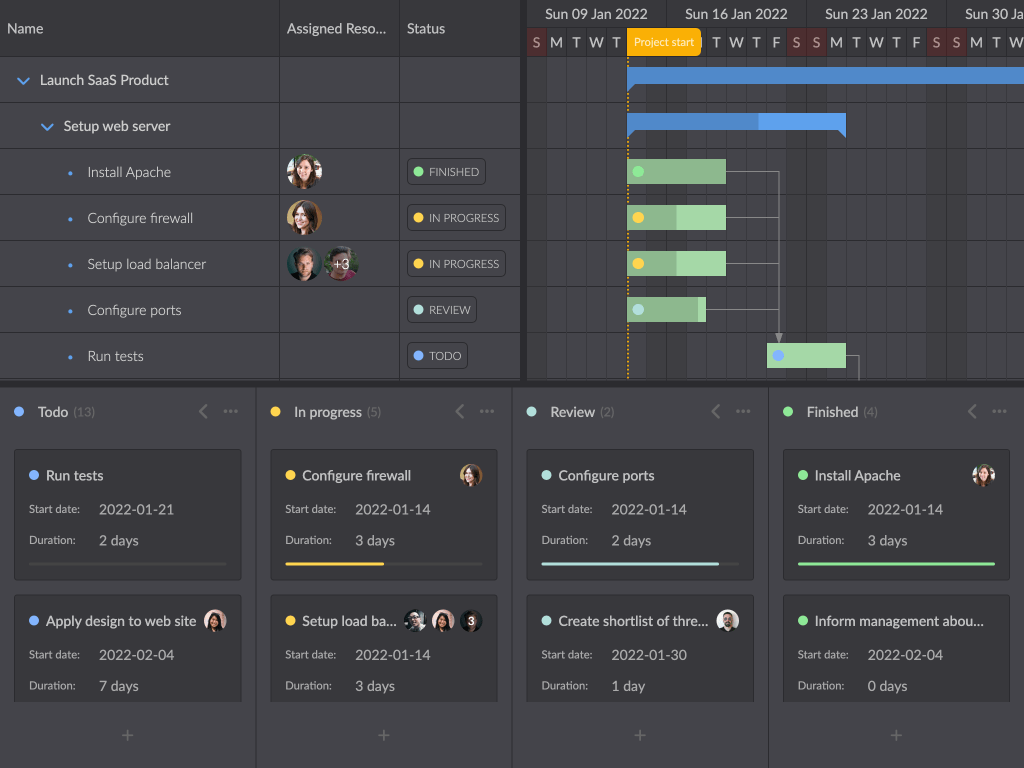 Name Assigned Reso... Status
Sun 09 Jan 2022 Sun 16 Jan 2022 Sun 23 Jan 2022 Sun 30 Ja
S M T W T Project start T W T F S S M T W T F S S M T W
Launch SaaS Product
Setup web server
Install Apache FINISHED
Configure firewall IN PROGRESS
Setup load balancer +3 IN PROGRESS
Configure ports REVIEW
Run tests TODO
Todo (13) ... In progress (5) ... Review (2) ... Finished (4) ...
Run tests Configure firewall Configure ports Install Apache
Start date: 2022-01-21 Start date: 2022-01-14 Start date: 2022-01-14 Start date: 2022-01-14
Duration: 2 days Duration: 3 days Duration: 2 days Duration: 3 days
Apply design to web site Setup load ba... 3 Create shortlist of thre... Inform management abou...
Start date: 2022-02-04 Start date: 2022-01-14 Start date: 2022-01-30 Start date: 2022-02-04
Duration: 7 days Duration: 3 days Duration: 1 day Duration: 0 days
+ + + +